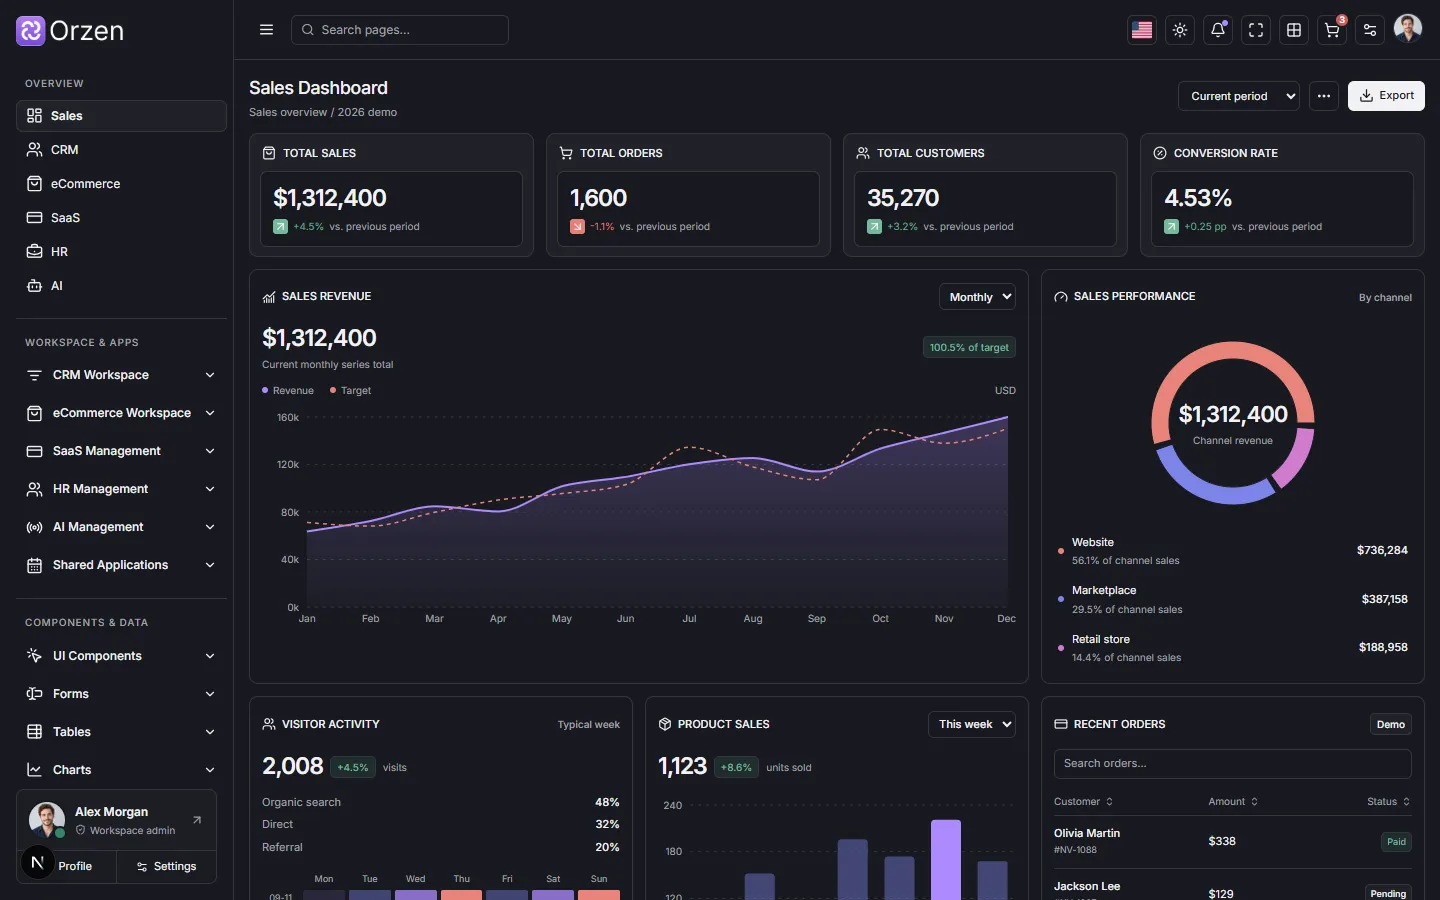 Orzen
Search pages...
3
OVERVIEW
Sales
CRM
eCommerce
SaaS
HR
AI
WORKSPACE & APPS
CRM Workspace
eCommerce Workspace
SaaS Management
HR Management
AI Management
Shared Applications
COMPONENTS & DATA
UI Components
Forms
Tables
Charts
Alex Morgan
Workspace admin
N
Profile
Settings
Sales Dashboard
Sales overview / 2026 demo
Current period
Export
TOTAL SALES
$1,312,400
+4.5% vs. previous period
TOTAL ORDERS
1,600
-1.1% vs. previous period
TOTAL CUSTOMERS
35,270
+3.2% vs. previous period
CONVERSION RATE
4.53%
+0.25 pp vs. previous period
SALES REVENUE
Monthly
$1,312,400
Current monthly series total
100.5% of target
Revenue
Target
USD
160k
120k
80k
40k
0k
Jan Feb Mar Apr May Jun Jul Aug Sep Oct Nov Dec
SALES PERFORMANCE
By channel
$1,312,400
Channel revenue
Website
56.1% of channel sales
$736,284
Marketplace
29.5% of channel sales
$387,158
Retail store
14.4% of channel sales
$188,958
VISITOR ACTIVITY
Typical week
2,008 +4.5% visits
Organic search 48%
Direct 32%
Referral 20%
Mon Tue Wed Thu Fri Sat Sun
09-11
PRODUCT SALES
This week
1,123 +8.6% units sold
240
180
120
RECENT ORDERS
Demo
Search orders...
Customer Amount Status
Olivia Martin
#NV-1088
$338
Paid
Jackson Lee
$129
Pending